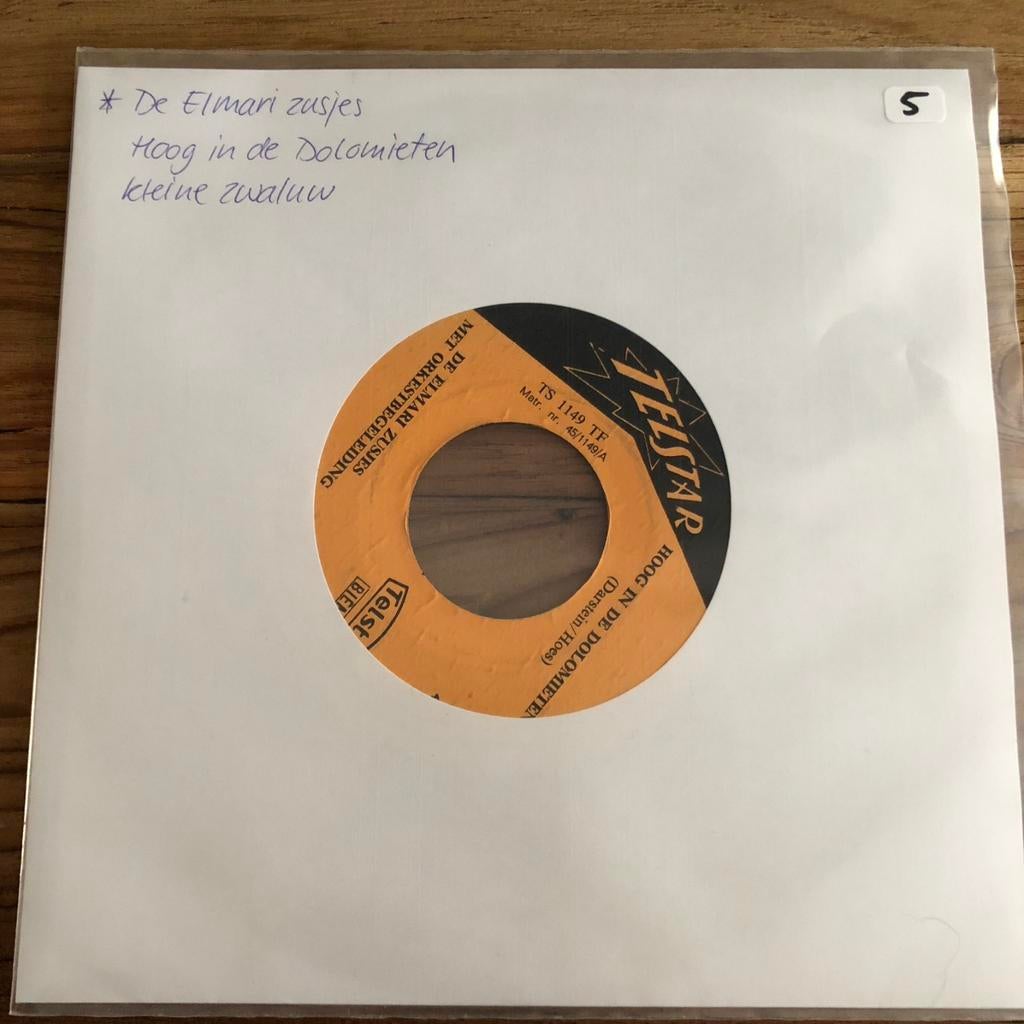 * De Elmari zusjes
Hoog in de Dolomieten
kleine zwaluw
5
TELSTAR
TS 1149 TF
Matr. nr. 45/1149/A
DE ELMARI ZUSJES
MET ORKESTBEGELEIDING
HOOG IN DE DOLOMIETEN
(Darstein/Hoes)
Telst
BIEM